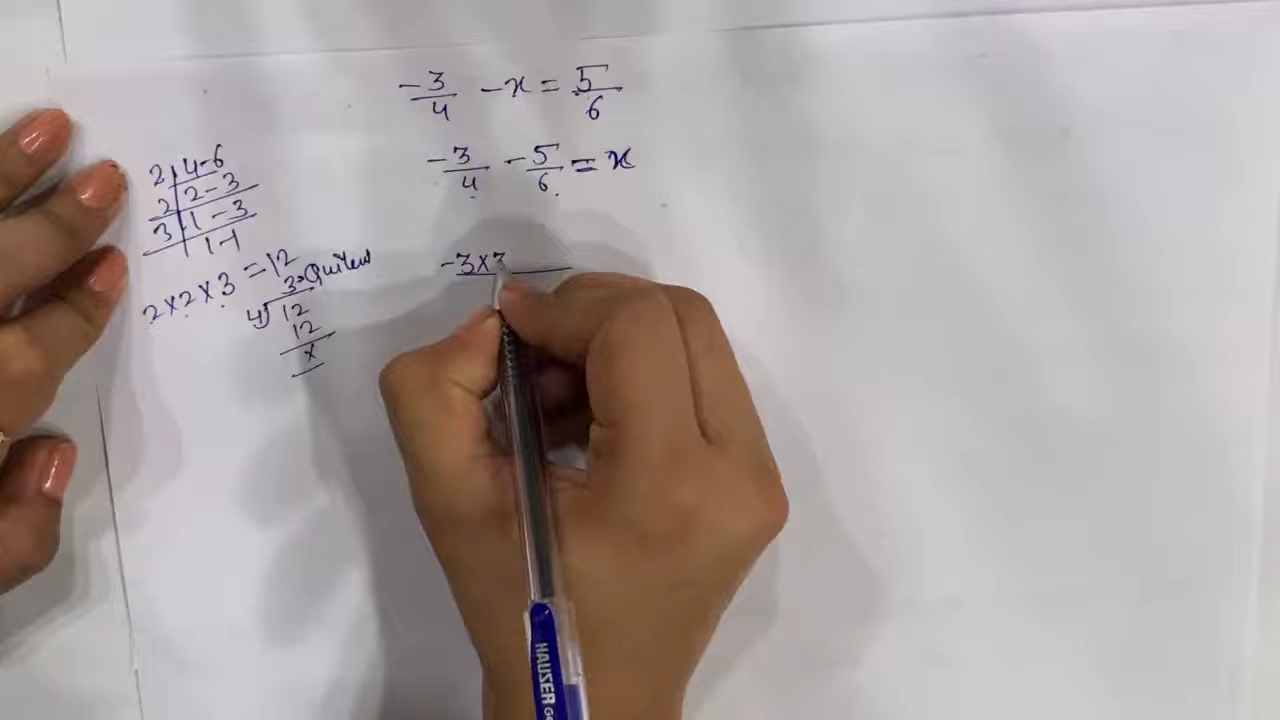 -3/4 - x = 5/6
-3/4 - 5/6 = x
2 | 4-6
2 | 2-3
3 | 1-3
1-1
2×2×3 = 12
3
4) 12
12
×
-3×3
HAUSER